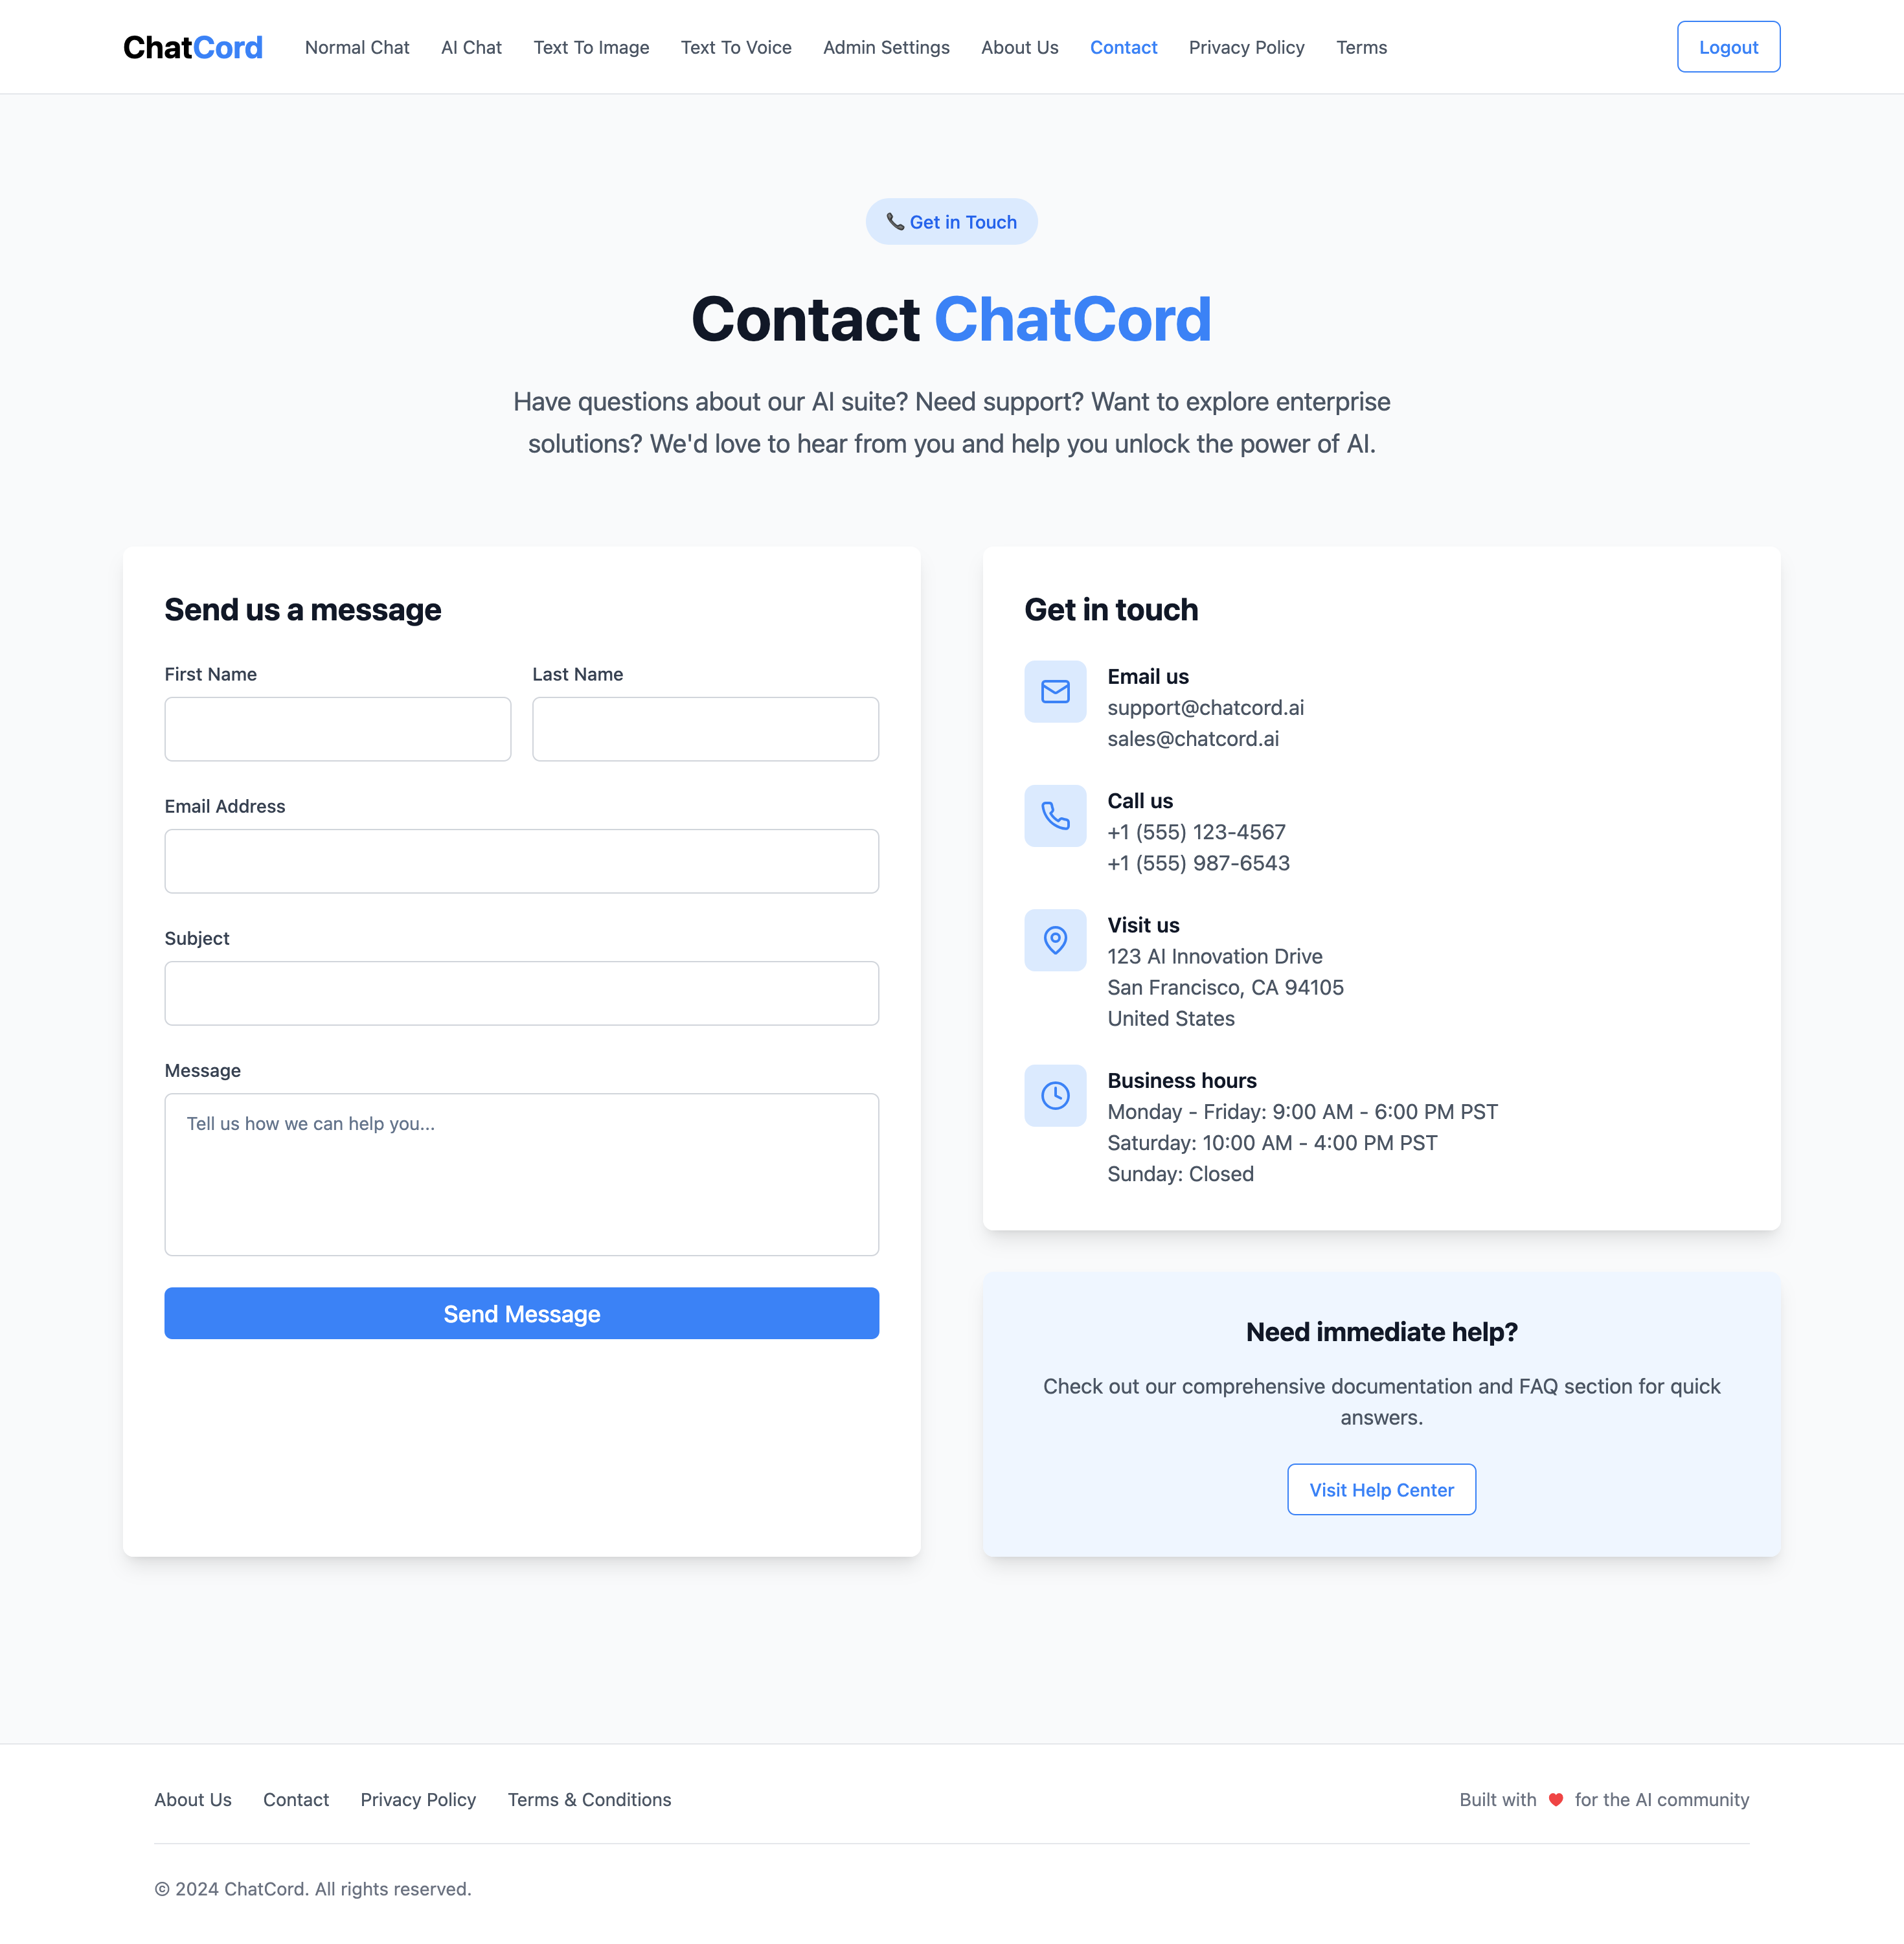 ChatCord
Normal Chat
AI Chat
Text To Image
Text To Voice
Admin Settings
About Us
Contact
Privacy Policy
Terms
Logout
Get in Touch
Contact ChatCord
Have questions about our AI suite? Need support? Want to explore enterprise
solutions? We'd love to hear from you and help you unlock the power of AI.
Send us a message
First Name
Last Name
Email Address
Subject
Message
Tell us how we can help you...
Send Message
Get in touch
Email us
support@chatcord.ai
sales@chatcord.ai
Call us
+1 (555) 123-4567
+1 (555) 987-6543
Visit us
123 AI Innovation Drive
San Francisco, CA 94105
United States
Business hours
Monday - Friday: 9:00 AM - 6:00 PM PST
Saturday: 10:00 AM - 4:00 PM PST
Sunday: Closed
Need immediate help?
Check out our comprehensive documentation and FAQ section for quick
answers.
Visit Help Center
About Us
Contact
Privacy Policy
Terms & Conditions
Built with ❤️ for the AI community
© 2024 ChatCord. All rights reserved.